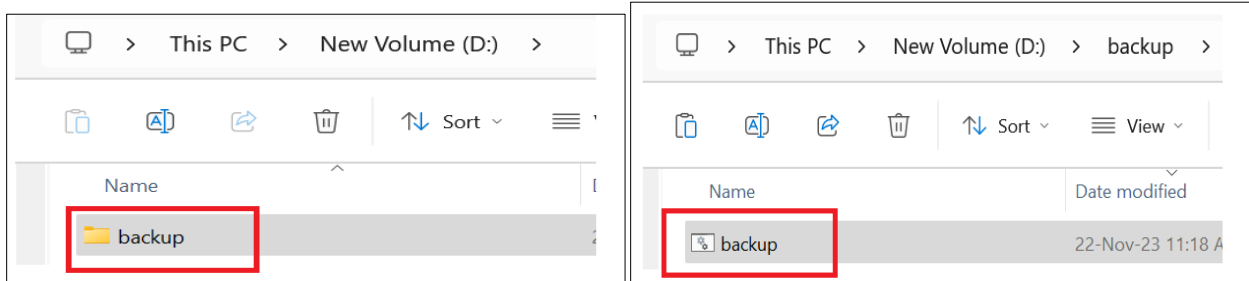 This PC > New Volume (D:) >
Sort
Name
backup
This PC > New Volume (D:) > backup >
Sort View
Name Date modified
backup 22-Nov-23 11:18 A